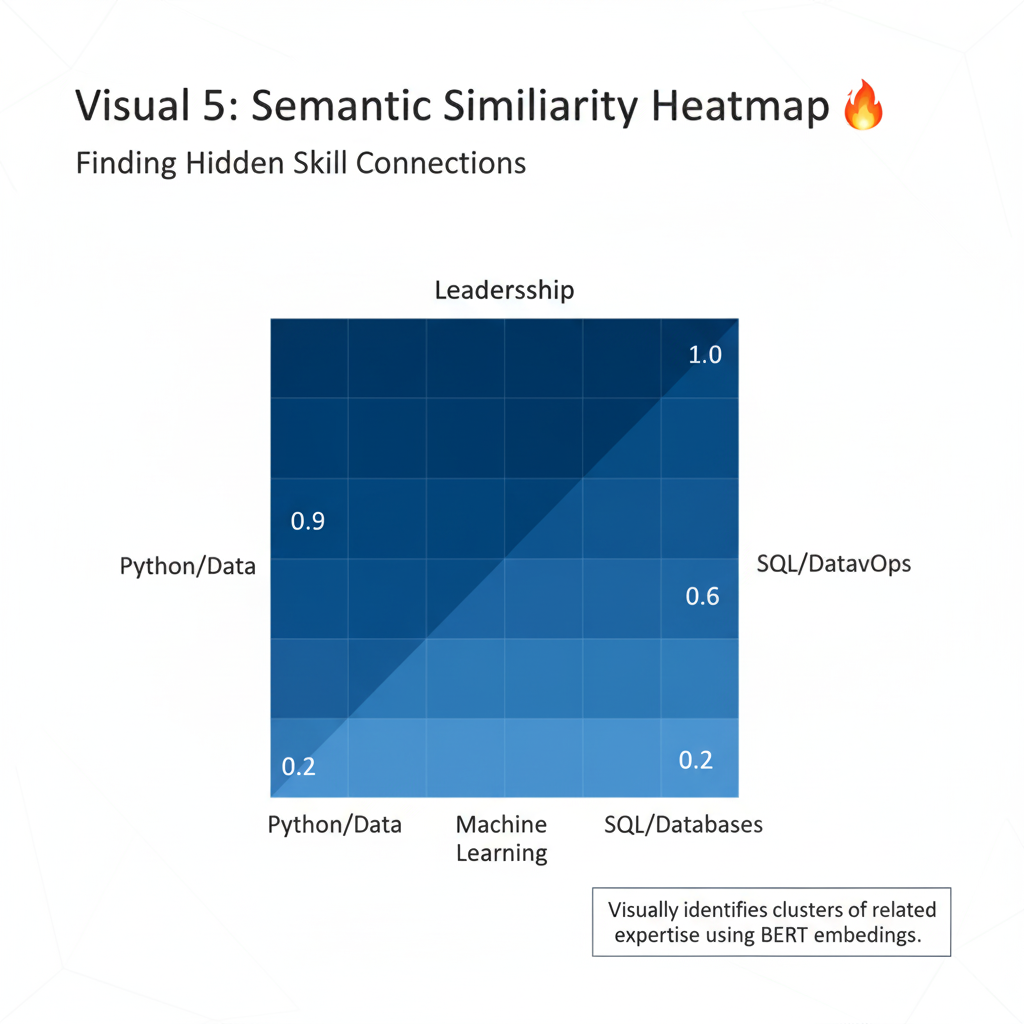 Visual 5: Semantic Similiarity Heatmap 🔥
Finding Hidden Skill Connections
Leadersship
1.0
0.9
Python/Data
SQL/DatavOps
0.6
0.2
0.2
Python/Data
Machine
Learning
SQL/Databases
Visually identifies clusters of related
expertise using BERT embedings.